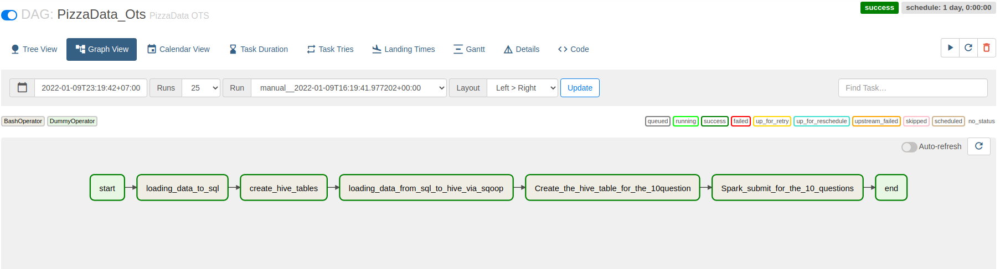 DAG: PizzaData_Ots PizzaData OTS
success schedule: 1 day, 0:00:00
Tree View Graph View Calendar View Task Duration Task Tries Landing Times Gantt Details Code
2022-01-09T23:19:42+07:00 Runs 25 Run manual__2022-01-09T16:19:41.977202+00:00 Layout Left > Right Update Find Task…
BashOperator DummyOperator queued running success failed up_for_retry up_for_reschedule upstream_failed skipped scheduled no_status
Auto-refresh
start loading_data_to_sql create_hive_tables loading_data_from_sql_to_hive_via_sqoop Create_the_hive_table_for_the_10question Spark_submit_for_the_10_questions end